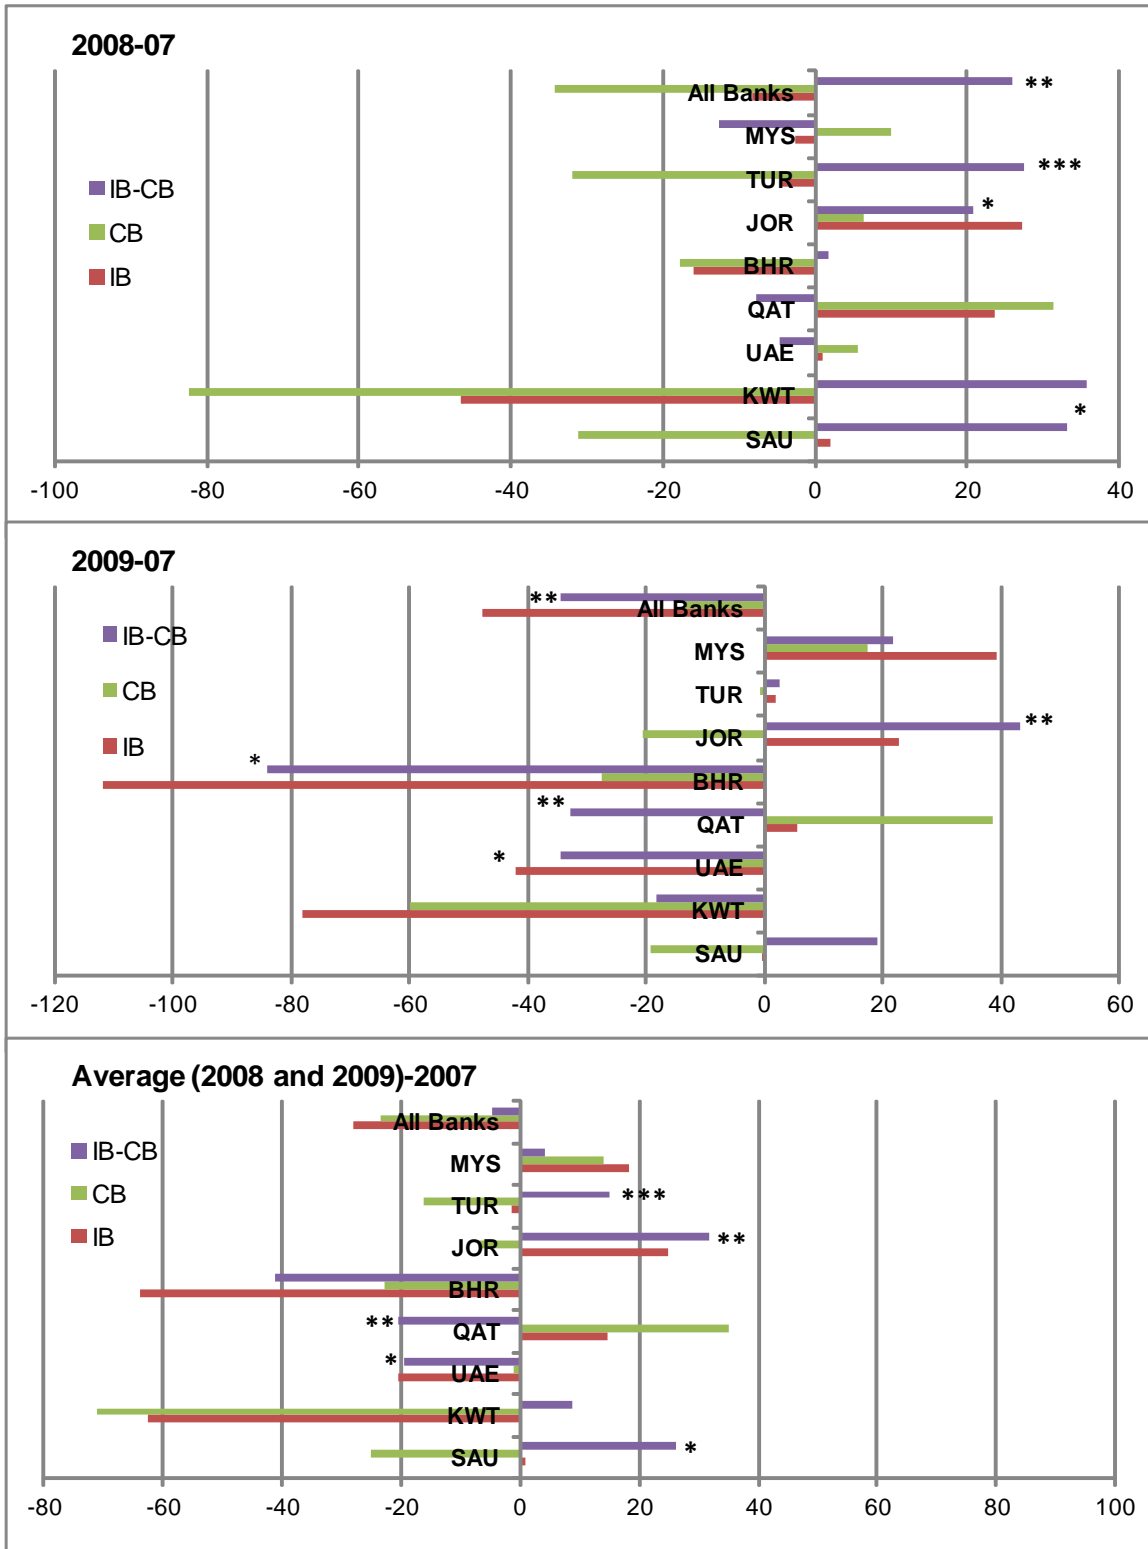 2008-07
All Banks **
MYS
TUR ***
IB-CB
JOR *
CB
BHR
IB
QAT
UAE
KWT
*
SAU
-100 -80 -60 -40 -20 0 20 40
2009-07
** All Banks
IB-CB
MYS
CB
TUR
JOR **
IB
* BHR
** QAT
* UAE
KWT
SAU
-120 -100 -80 -60 -40 -20 0 20 40 60
Average (2008 and 2009)-2007
All Banks
IB-CB
MYS
CB
TUR ***
IB
JOR **
BHR
** QAT
* UAE
KWT
SAU *
-80 -60 -40 -20 0 20 40 60 80 100